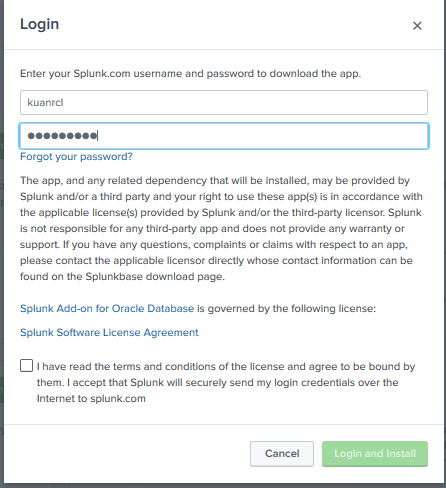 Login
Enter your Splunk.com username and password to download the app.
kuanrcl
Forgot your password?
The app, and any related dependency that will be installed, may be provided by
Splunk and/or a third party and your right to use these app(s) is in accordance with
the applicable license(s) provided by Splunk and/or the third-party licensor. Splunk
is not responsible for any third-party app and does not provide any warranty or
support. If you have any questions, complaints or claims with respect to an app,
please contact the applicable licensor directly whose contact information can be
found on the Splunkbase download page.
Splunk Add-on for Oracle Database is governed by the following license:
Splunk Software License Agreement
I have read the terms and conditions of the license and agree to be bound by
them. I accept that Splunk will securely send my login credentials over the
Internet to splunk.com
Cancel
Login and Install